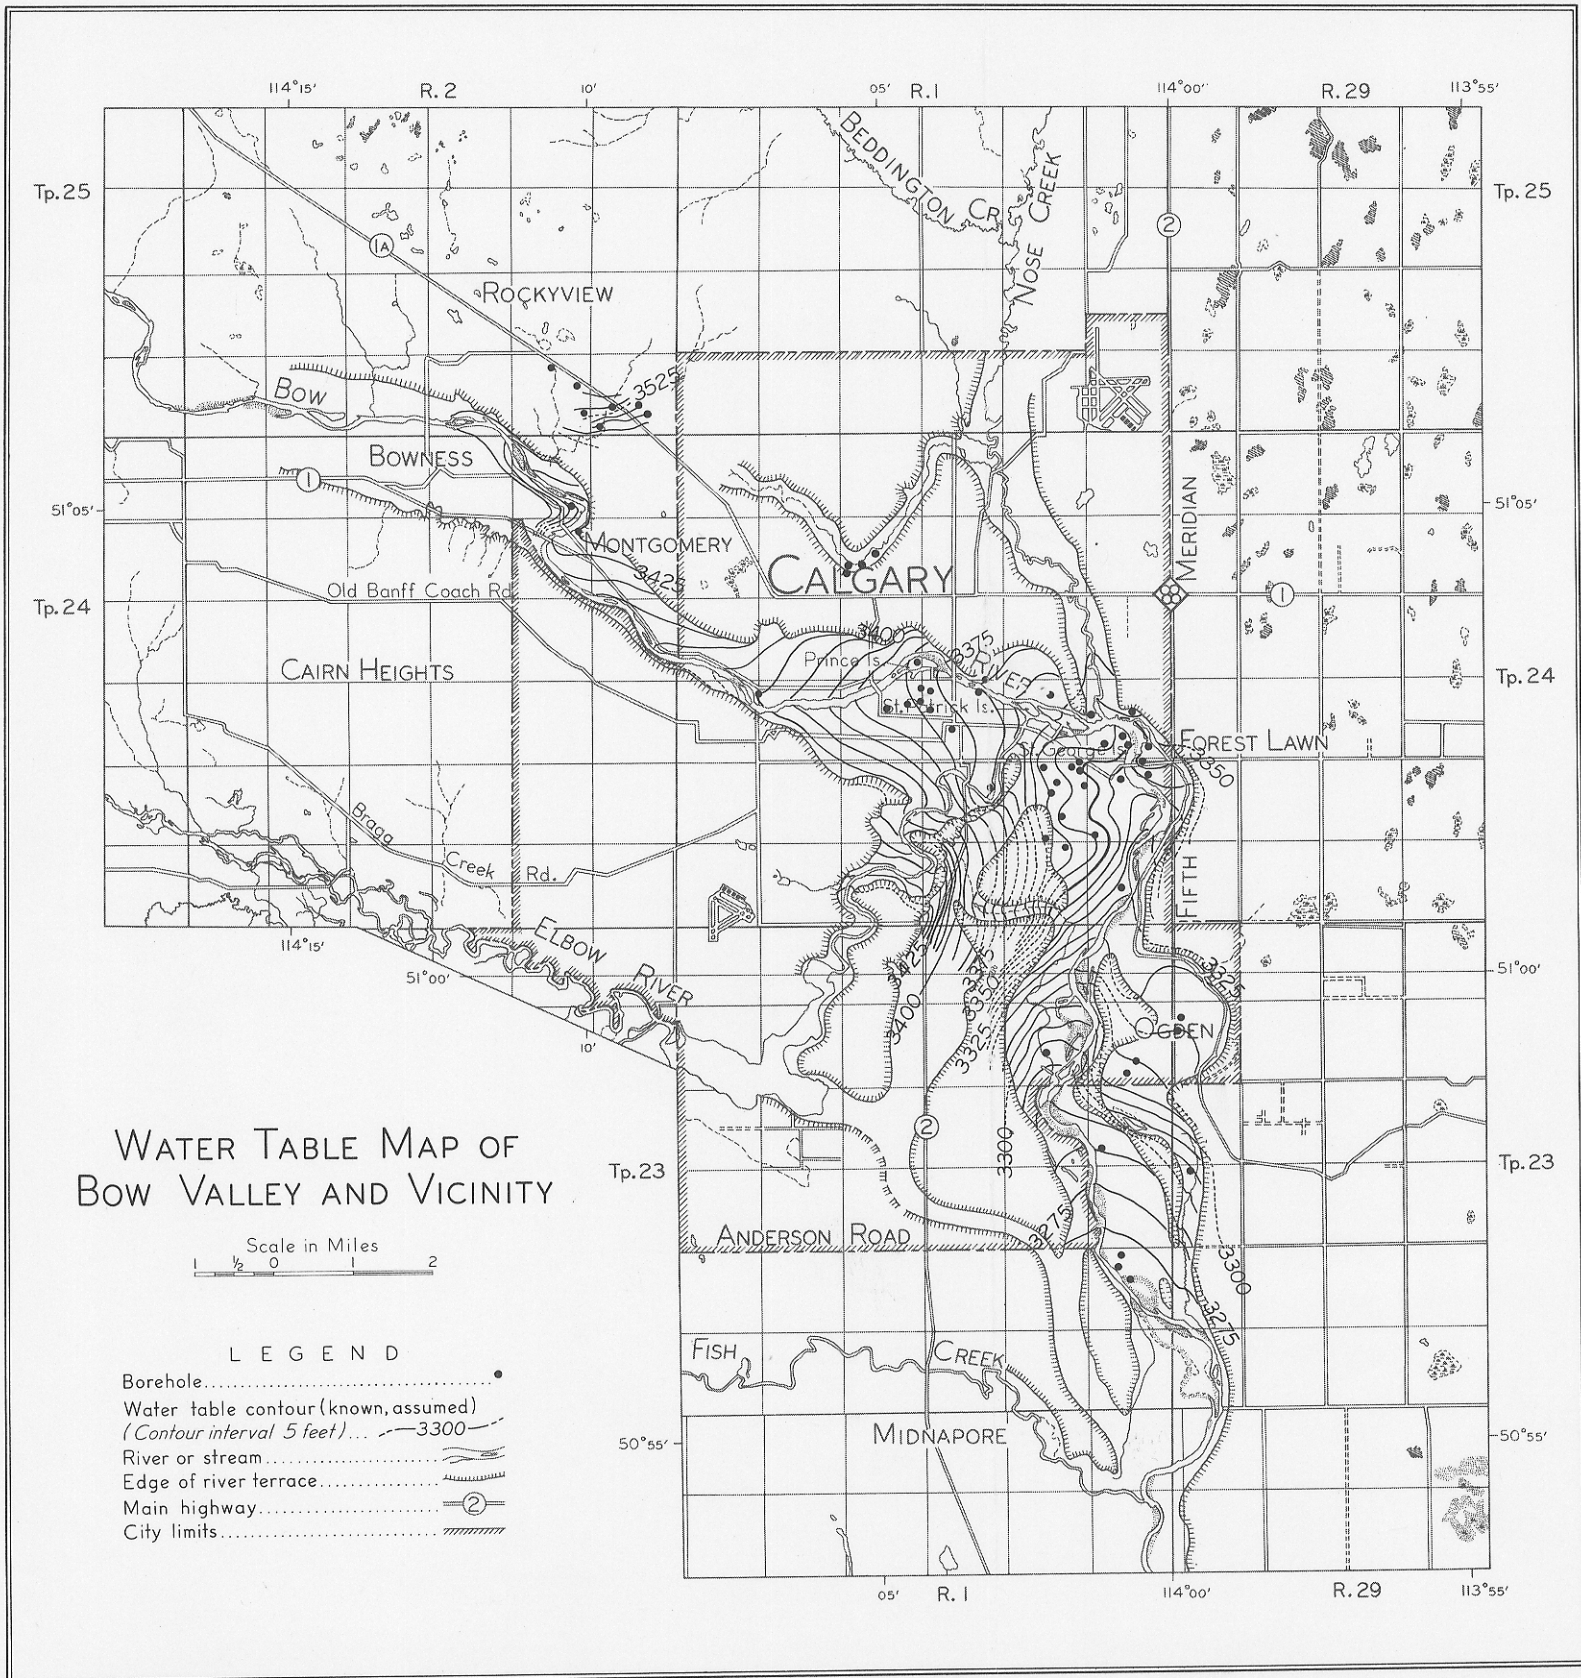 114°15' R. 2 10' 05' R. 1 114°00' R. 29 113°55'
BEDDINGTON CR.
NOSE CREEK
Tp. 25 Tp. 25
2
1A
ROCKYVIEW
3525
BOW
BOWNESS
1
MERIDIAN
51°05' 51°05'
MONTGOMERY
3425
CALGARY
Old Banff Coach Rd.
1
Tp. 24
3400
3375
Prince Is.
RIVER
CAIRN HEIGHTS
Tp. 24
St. Patrick Is.
St. George Is.
FOREST LAWN
3350
Bragg Creek Rd.
FIFTH
ELBOW RIVER
114°15'
51°00'
3425
3400
3375
3350
3325
3325
51°00'
OGDEN
10'
2
3300
WATER TABLE MAP OF
BOW VALLEY AND VICINITY
Tp. 23 Tp. 23
Scale in Miles
1 ½ 0 1 2
3275
ANDERSON ROAD
3300
3275
FISH CREEK
MIDNAPORE
50°55' 50°55'
LEGEND
Borehole
Water table contour (known, assumed)
(Contour interval 5 feet)... 3300
River or stream
Edge of river terrace
Main highway 2
City limits
05' R. 1 114°00' R. 29 113°55'